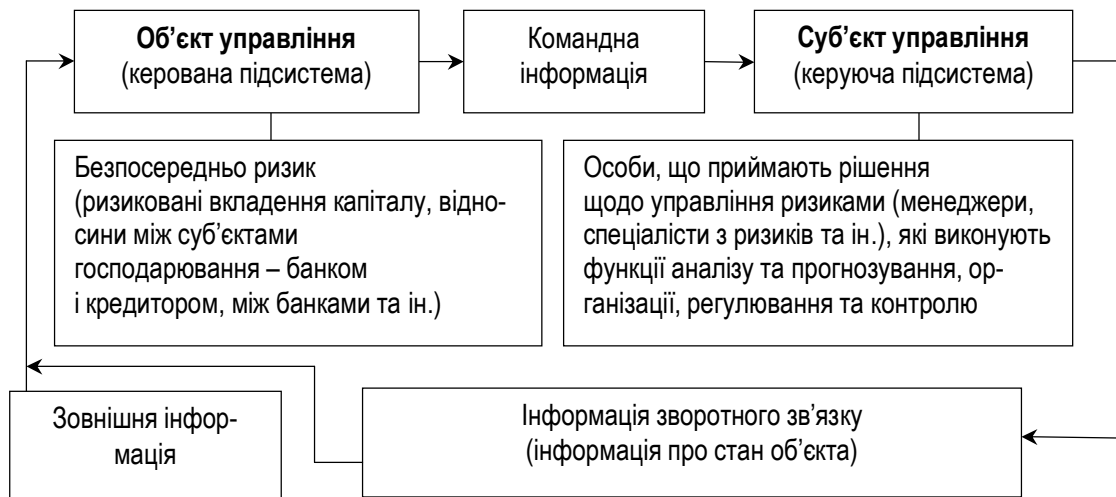 Об’єкт управління
(керована підсистема)
Командна
інформація
Суб’єкт управління
(керуюча підсистема)
Безпосередньо ризик
(ризиковані вкладення капіталу, відно-
сини між суб’єктами
господарювання – банком
і кредитором, між банками та ін.)
Особи, що приймають рішення
щодо управління ризиками (менеджери,
спеціалісти з ризиків та ін.), які виконують
функції аналізу та прогнозування, ор-
ганізації, регулювання та контролю
Зовнішня інфор-
мація
Інформація зворотного зв’язку
(інформація про стан об’єкта)